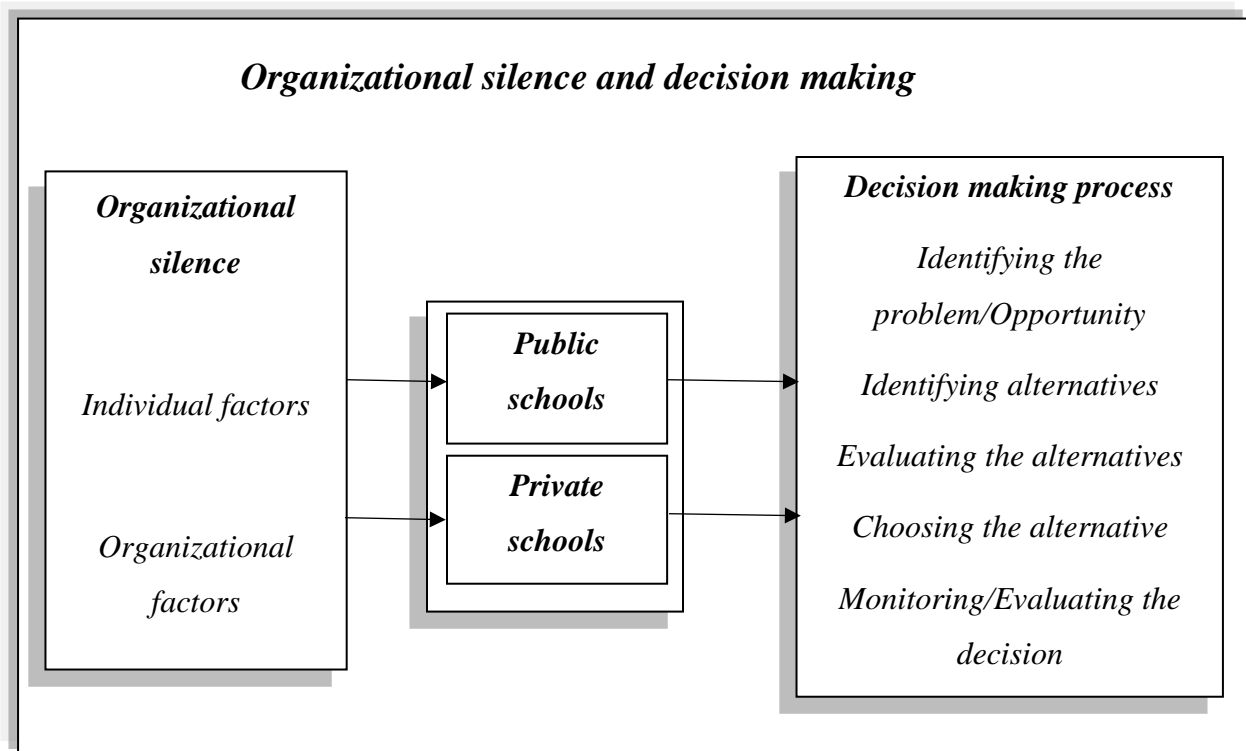 Organizational silence and decision making
Organizational
silence
Individual factors
Organizational
factors
Public
schools
Private
schools
Decision making process
Identifying the
problem/Opportunity
Identifying alternatives
Evaluating the alternatives
Choosing the alternative
Monitoring/Evaluating the
decision